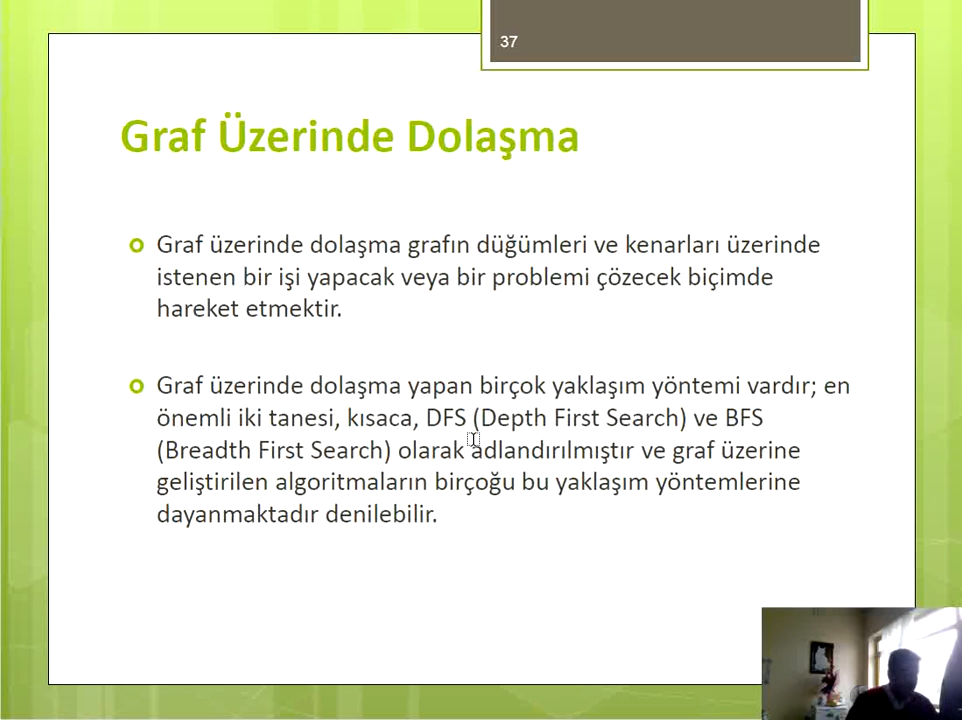 37
Graf Üzerinde Dolaşma
Graf üzerinde dolaşma grafın düğümleri ve kenarları üzerinde
istenen bir işi yapacak veya bir problemi çözecek biçimde
hareket etmektir.
Graf üzerinde dolaşma yapan birçok yaklaşım yöntemi vardır; en
önemli iki tanesi, kısaca, DFS (Depth First Search) ve BFS
(Breadth First Search) olarak adlandırılmıştır ve graf üzerine
geliştirilen algoritmaların birçoğu bu yaklaşım yöntemlerine
dayanmaktadır denilebilir.